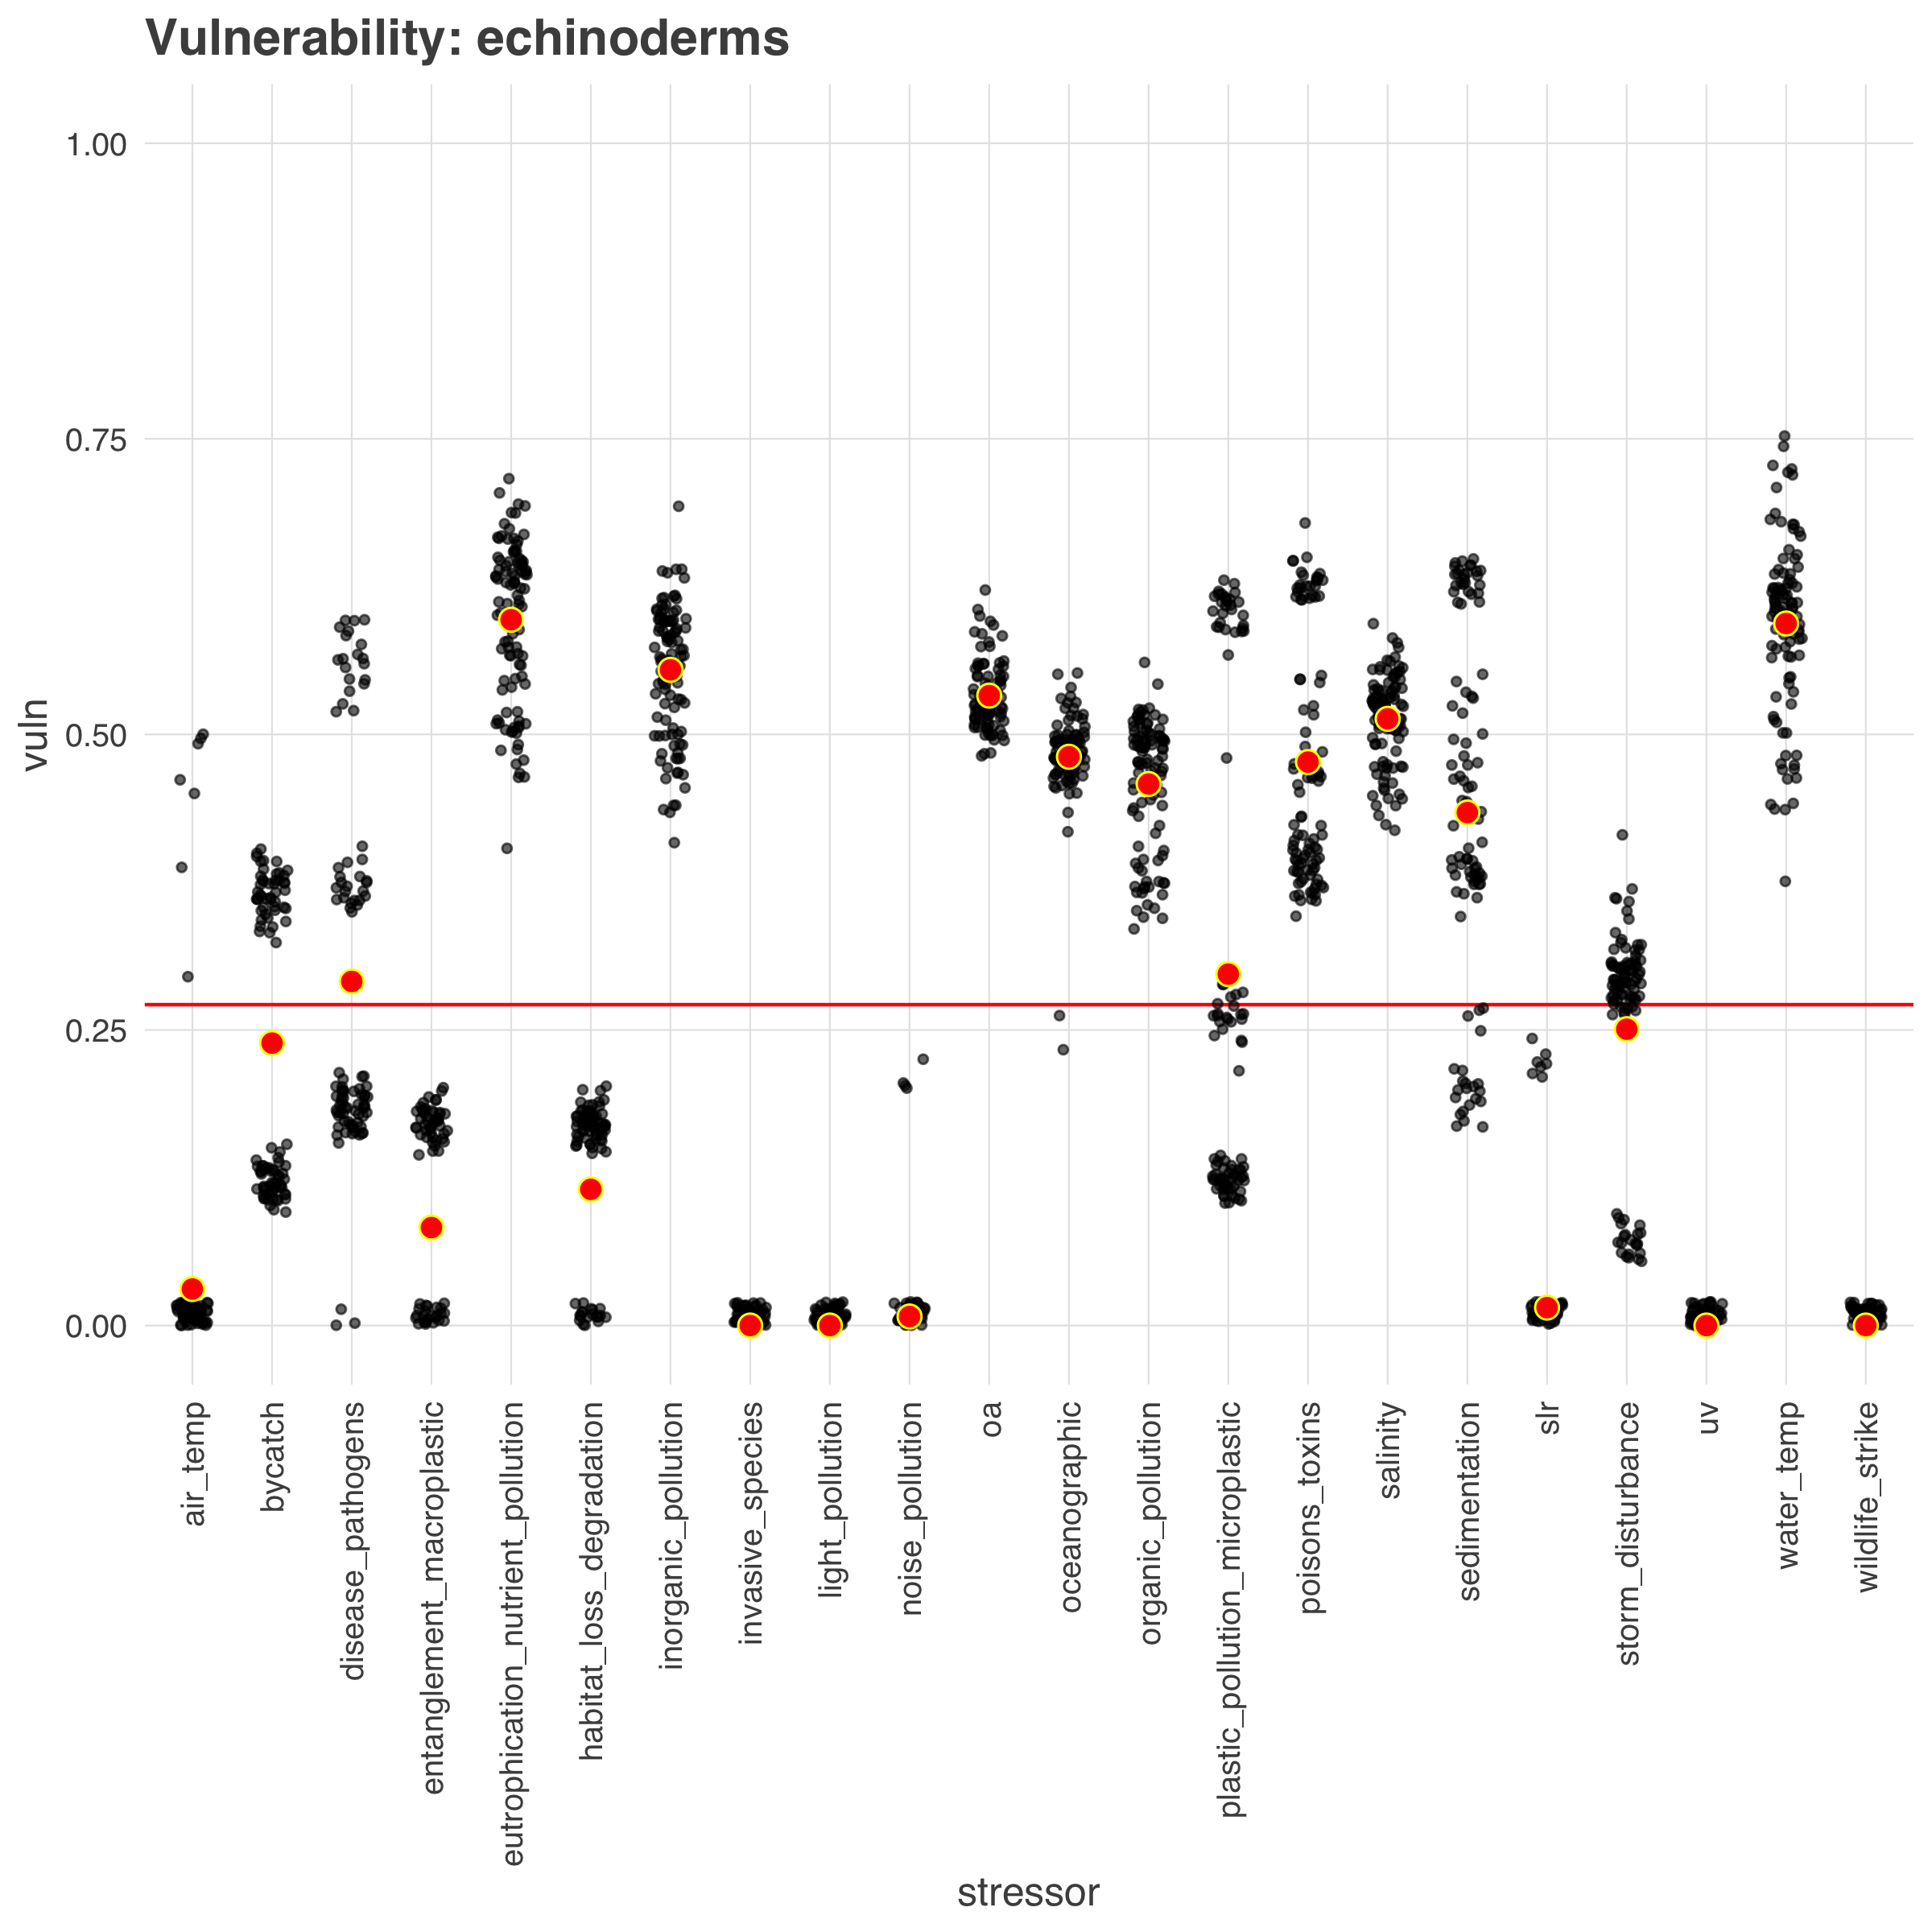 Vulnerability: echinoderms
1.00
0.75
0.50
0.25
0.00
vuln
air_temp
bycatch
disease_pathogens
entanglement_macroplastic
eutrophication_nutrient_pollution
habitat_loss_degradation
inorganic_pollution
invasive_species
light_pollution
noise_pollution
oa
oceanographic
organic_pollution
plastic_pollution_microplastic
poisons_toxins
salinity
sedimentation
slr
storm_disturbance
uv
water_temp
wildlife_strike
stressor